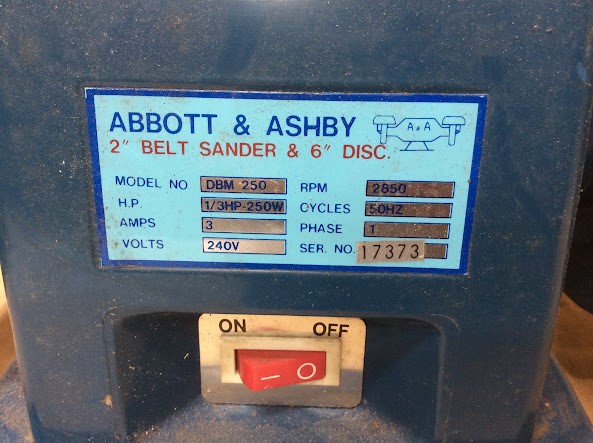 ABBOTT & ASHBY
A & A
2" BELT SANDER & 6" DISC.
MODEL NO DBM 250 RPM 2850
H.P. 1/3HP-250W CYCLES 50HZ
AMPS 3 PHASE 1
VOLTS 240V SER. NO. 17373
ON OFF
— O